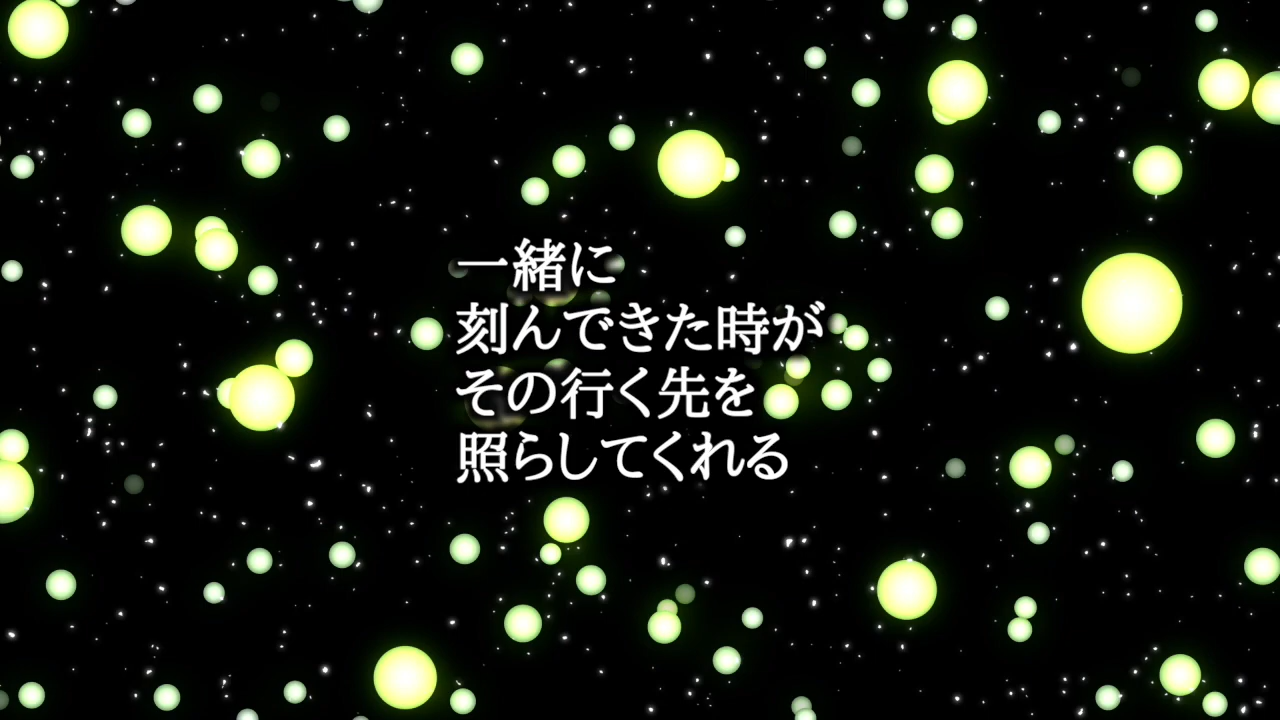 一緒に
刻んできた時が
その行く先を
照らしてくれる